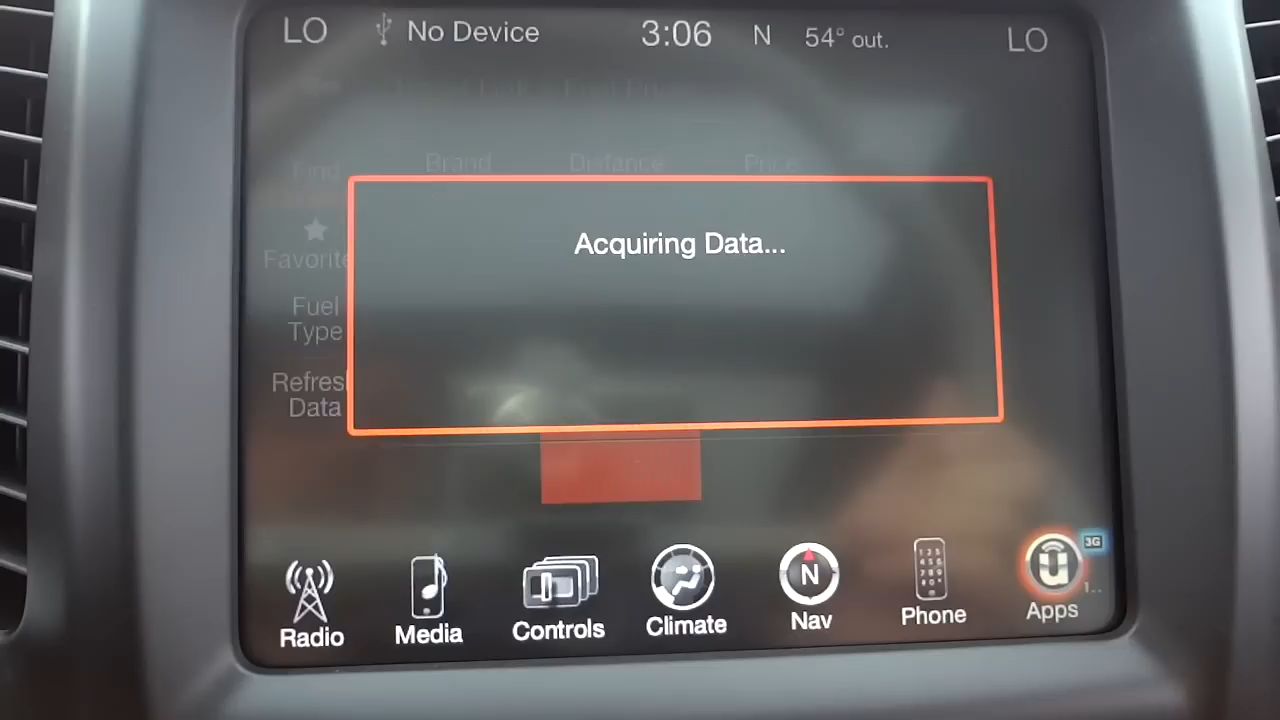 LO No Device 3:06 N 54° out. LO
Brand Distance Price
Find
Acquiring Data...
Favorite
Fuel
Type
Refres
Data
3G
N
Radio Media Controls Climate Nav Phone Apps